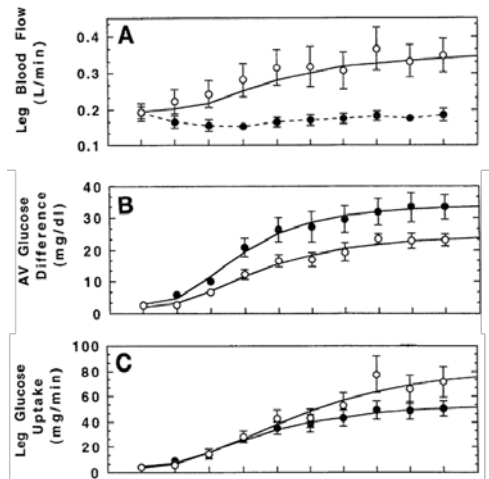 A
Leg Blood Flow
(L/min)
0.4
0.3
0.2
0.1
B
AV Glucose
Difference
(mg/dl)
40
30
20
10
0
C
Leg Glucose
Uptake
(mg/min)
100
80
60
40
20
0